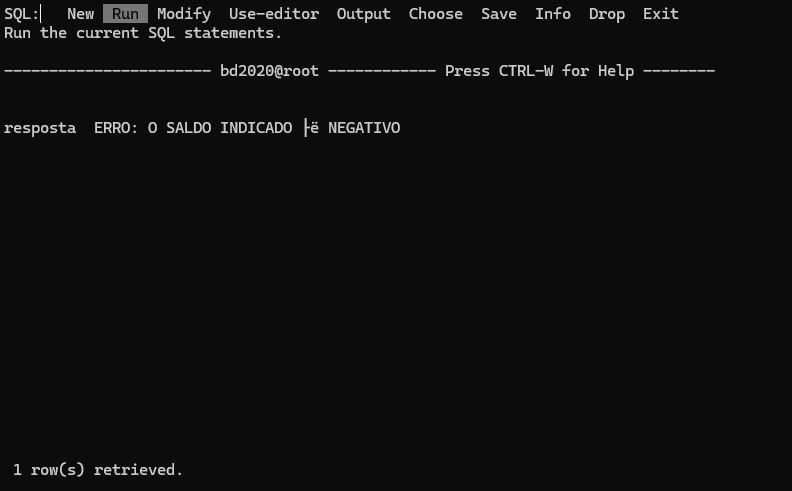 SQL:   New  Run  Modify  Use-editor  Output  Choose  Save  Info  Drop  Exit
Run the current SQL statements.
----------------------- bd2020@root ------------ Press CTRL-W for Help --------
resposta  ERRO: O SALDO INDICADO ├ë NEGATIVO
1 row(s) retrieved.